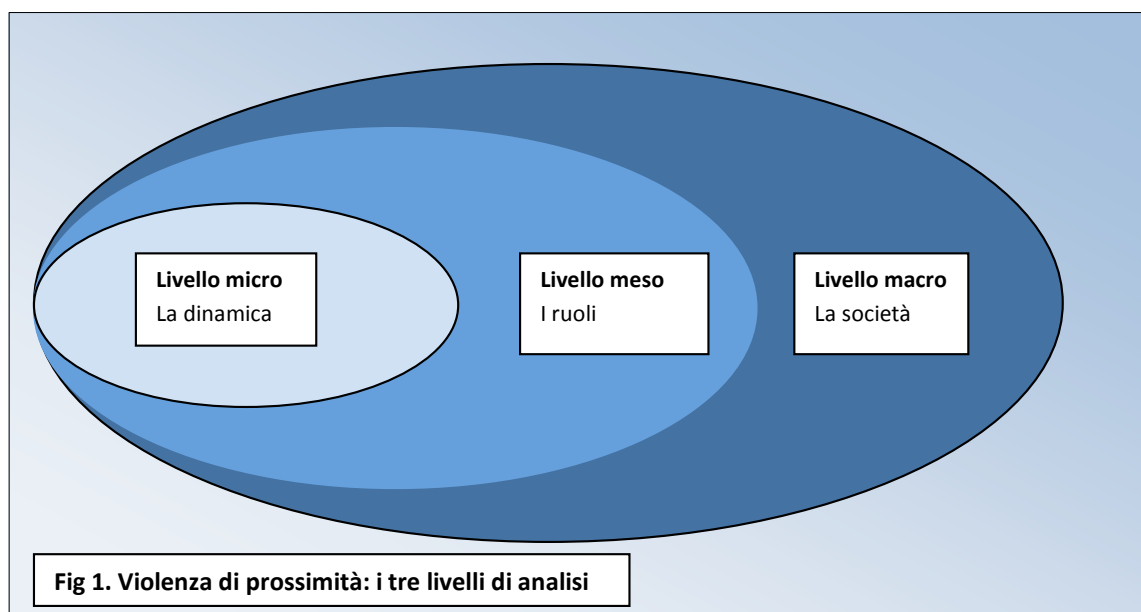 Livello micro
La dinamica
Livello meso
I ruoli
Livello macro
La società
Fig 1. Violenza di prossimità: i tre livelli di analisi